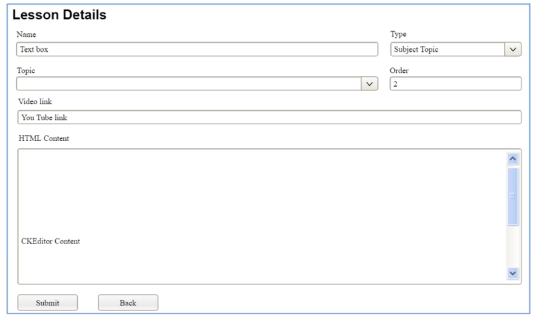 Lesson Details
Name Type
Text box Subject Topic
Topic Order
2
Video link
You Tube link
HTML Content
CKEditor Content
Submit Back